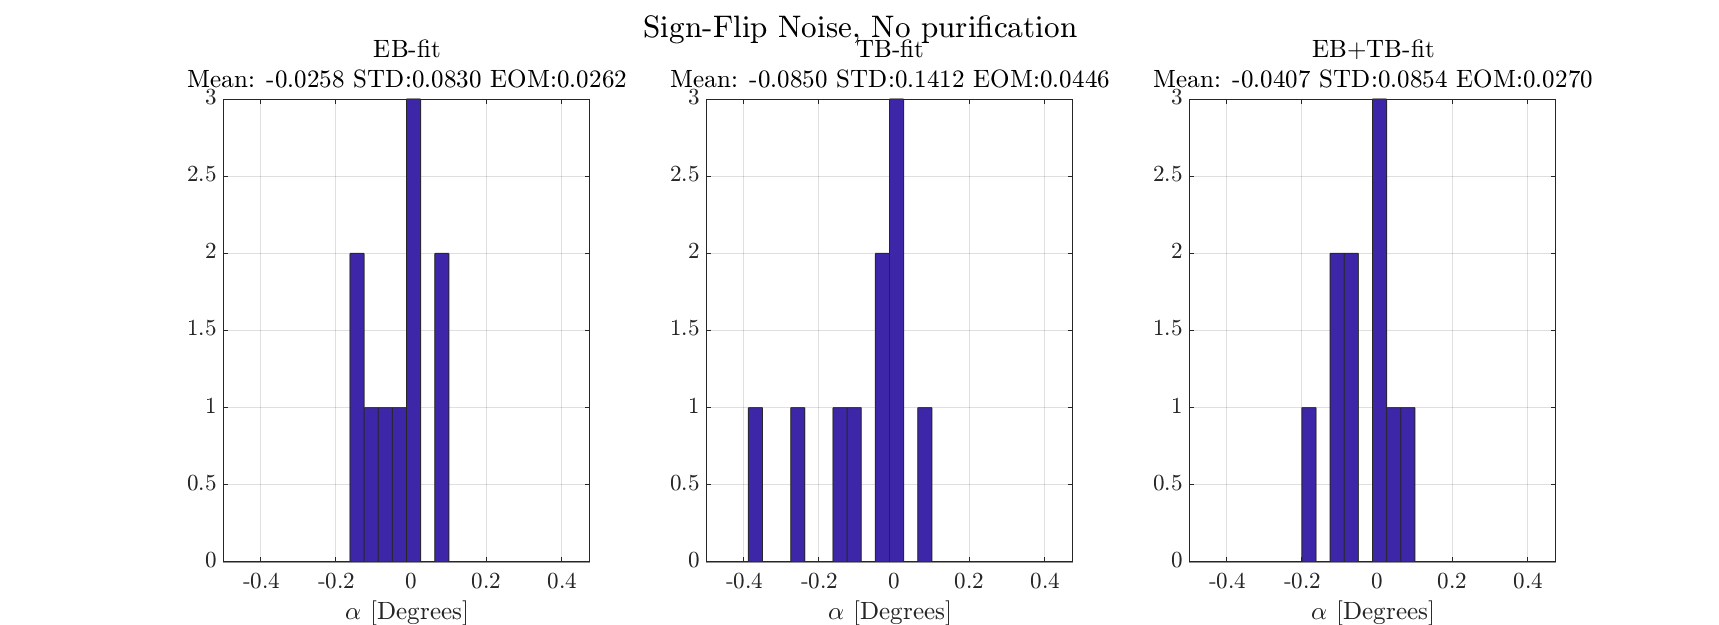 Sign-Flip Noise, No purification
EB-fit
Mean: -0.0258 STD:0.0830 EOM:0.0262
3
2.5
2
1.5
1
0.5
0
-0.4 -0.2 0 0.2 0.4
α [Degrees]
TB-fit
Mean: -0.0850 STD:0.1412 EOM:0.0446
3
2.5
2
1.5
1
0.5
0
-0.4 -0.2 0 0.2 0.4
α [Degrees]
EB+TB-fit
Mean: -0.0407 STD:0.0854 EOM:0.0270
3
2.5
2
1.5
1
0.5
0
-0.4 -0.2 0 0.2 0.4
α [Degrees]